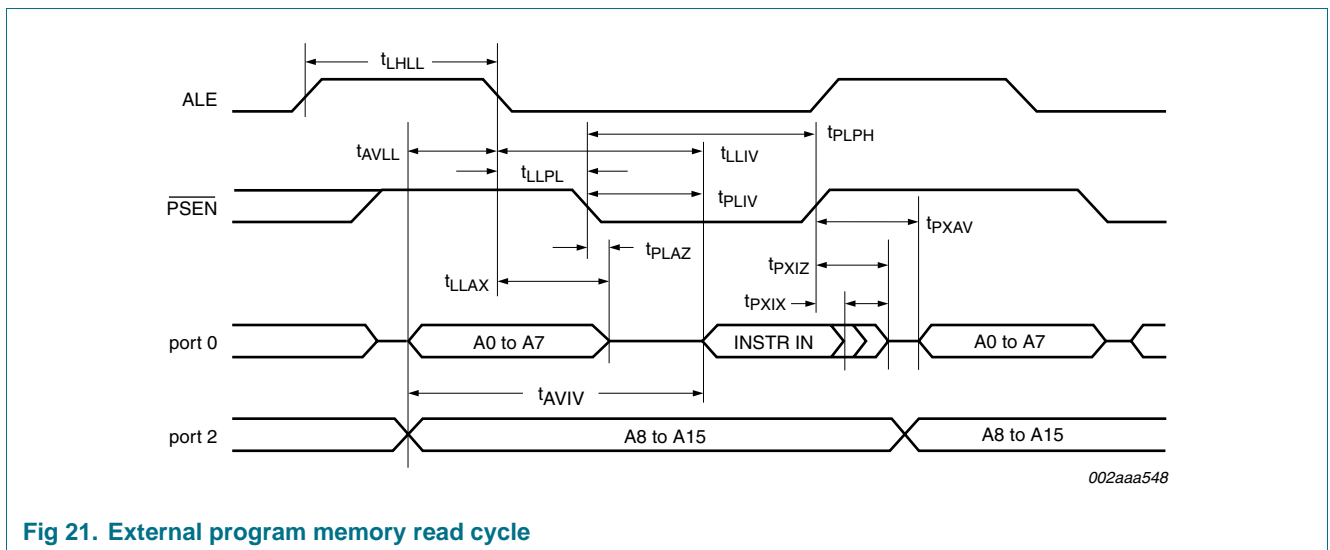 tLHLL
ALE
tPLPH
tAVLL
tLLIV
tLLPL
PSEN
tPLIV
tPXAV
tPLAZ
tPXIZ
tLLAX
tPXIX
port 0
A0 to A7
INSTR IN
A0 to A7
tAVIV
port 2
A8 to A15
A8 to A15
002aaa548
Fig 21. External program memory read cycle